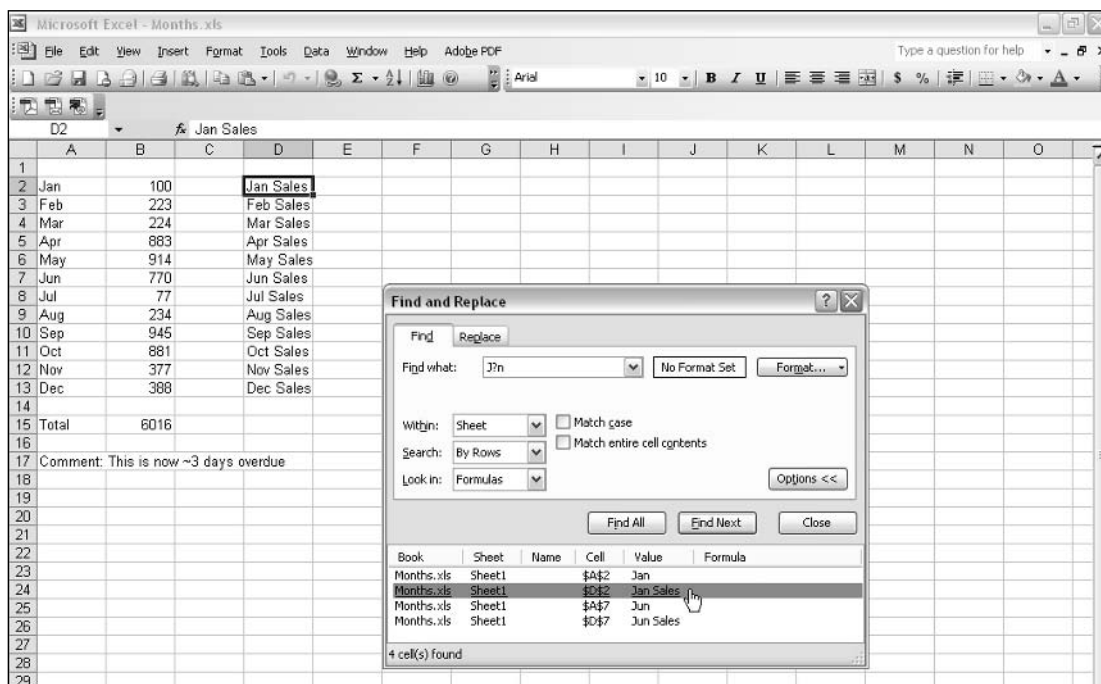 Microsoft Excel - Months.xls
File Edit View Insert Format Tools Data Window Help Adobe PDF Type a question for help
Arial 10 B I U $ % A
D2 fx Jan Sales
A B C D E F G H I J K L M N O
1
2 Jan 100 Jan Sales
3 Feb 223 Feb Sales
4 Mar 224 Mar Sales
5 Apr 883 Apr Sales
6 May 914 May Sales
7 Jun 770 Jun Sales
8 Jul 77 Jul Sales
9 Aug 234 Aug Sales
10 Sep 945 Sep Sales
11 Oct 881 Oct Sales
12 Nov 377 Nov Sales
13 Dec 388 Dec Sales
14
15 Total 6016
16
17 Comment: This is now ~3 days overdue
18
19
20
21
22
23
24
25
26
27
28
29
Find and Replace
Find Replace
Find what: J?n No Format Set Format...
Within: Sheet Match case
Search: By Rows Match entire cell contents
Look in: Formulas Options <<
Find All Find Next Close
Book Sheet Name Cell Value Formula
Months.xls Sheet1 $A$2 Jan
Months.xls Sheet1 $D$2 Jan Sales
Months.xls Sheet1 $A$7 Jun
Months.xls Sheet1 $D$7 Jun Sales
4 cell(s) found